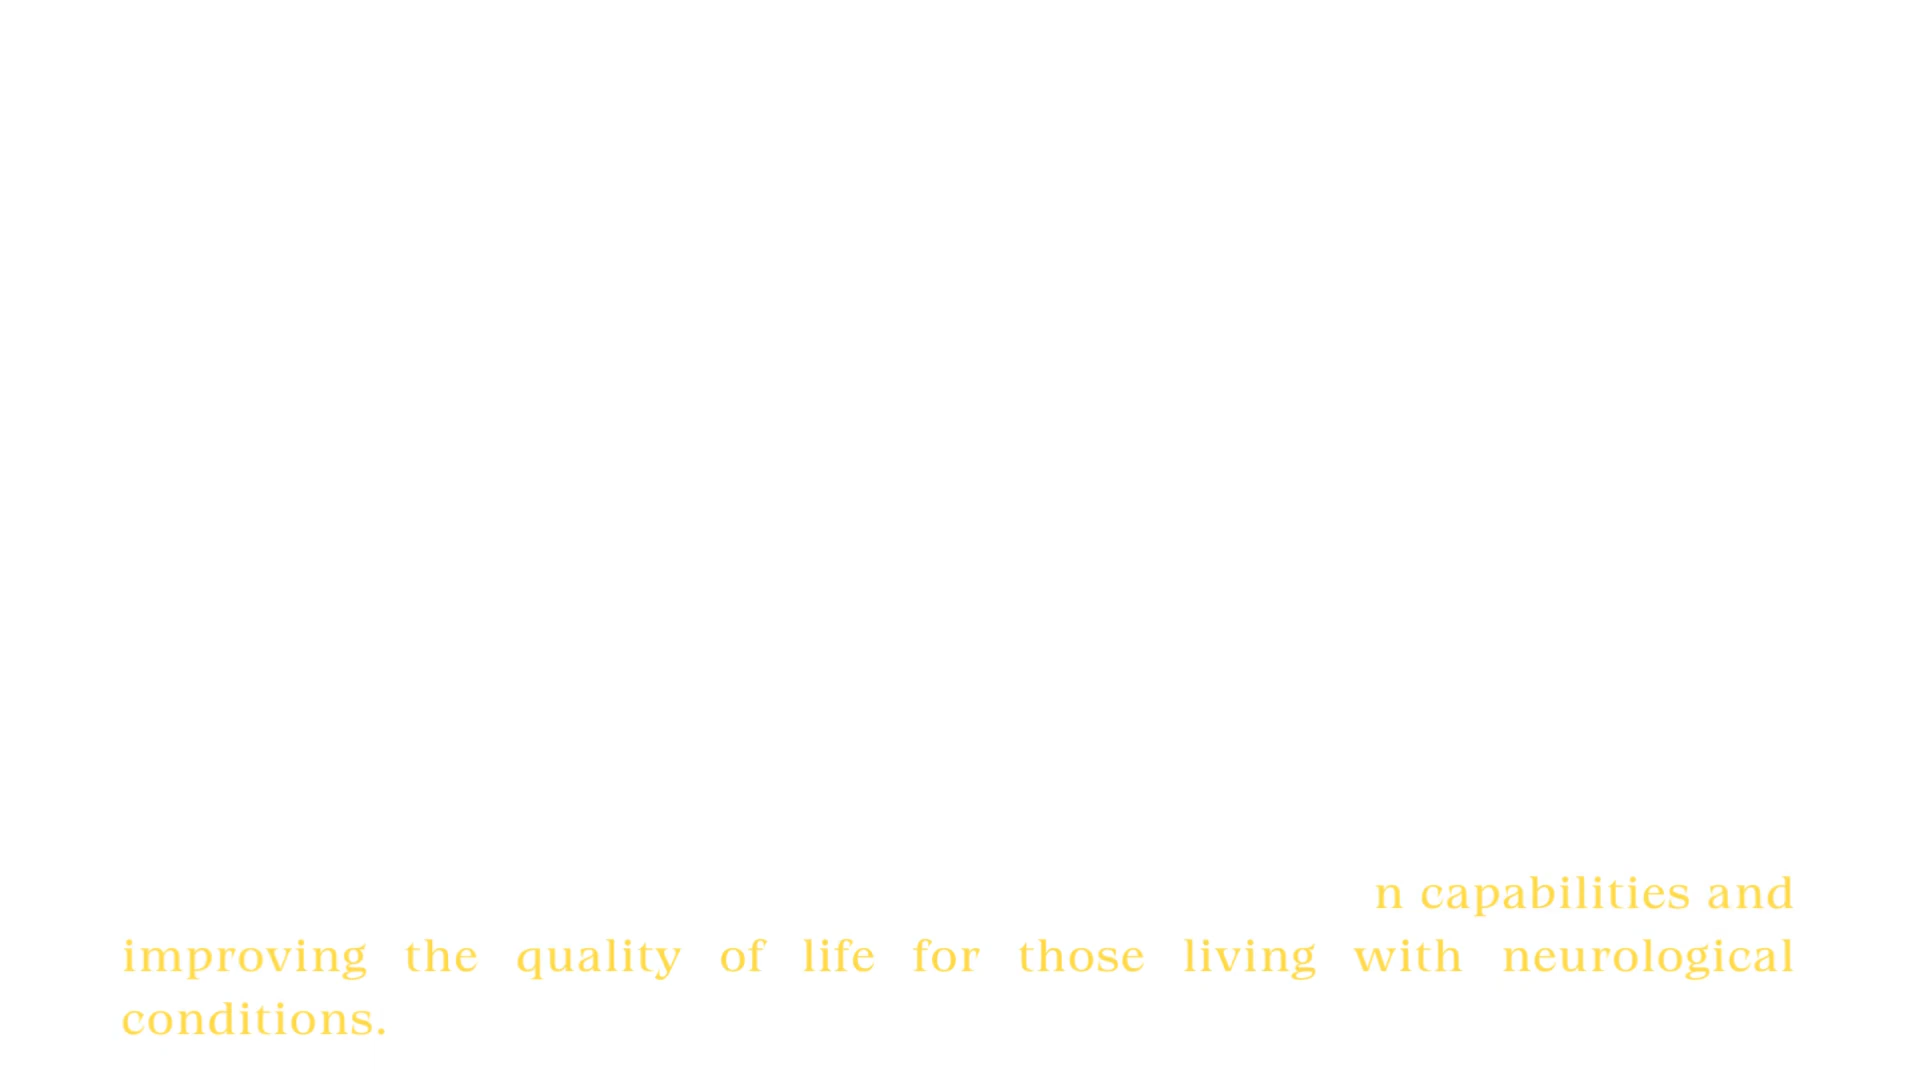 n capabilities and
improving the quality of life for those living with neurological
conditions.